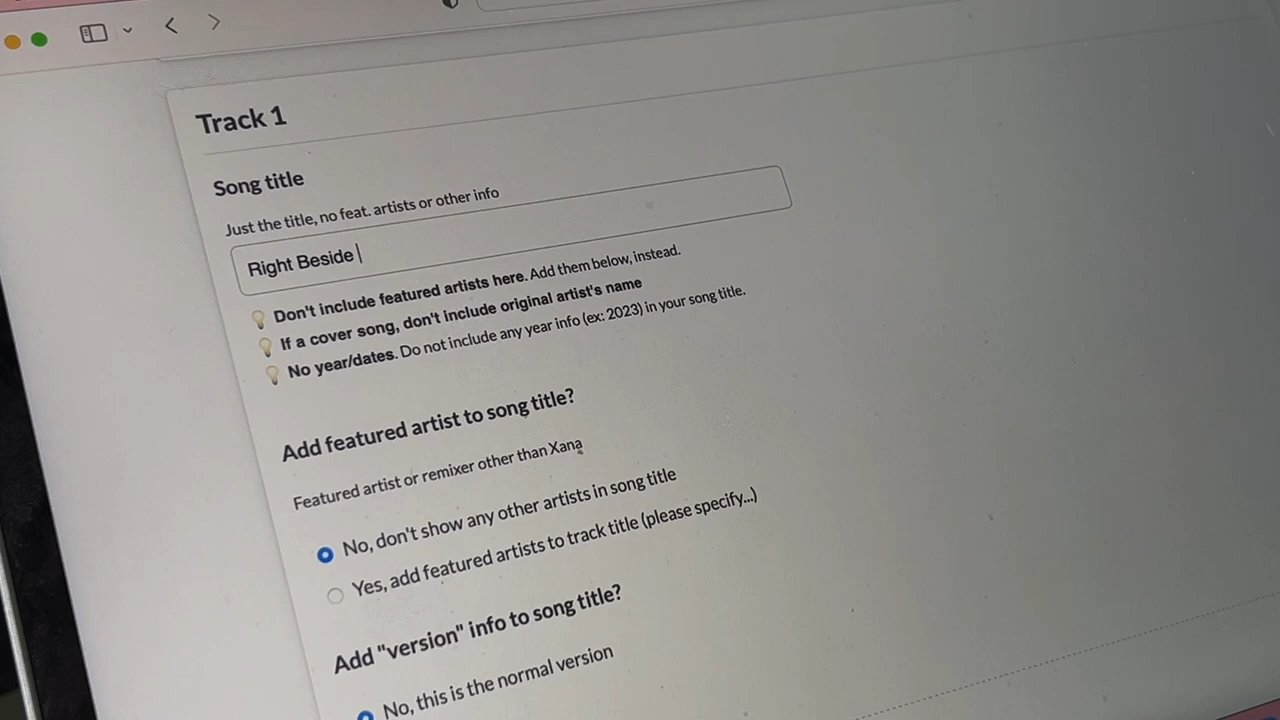 Track 1
Song title
Just the title, no feat. artists or other info
Right Beside
💡 Don't include featured artists here. Add them below, instead.
💡 If a cover song, don't include original artist's name
💡 No year/dates. Do not include any year info (ex: 2023) in your song title.
Add featured artist to song title?
Featured artist or remixer other than Xana
No, don't show any other artists in song title
Yes, add featured artists to track title (please specify...)
Add "version" info to song title?
No, this is the normal version